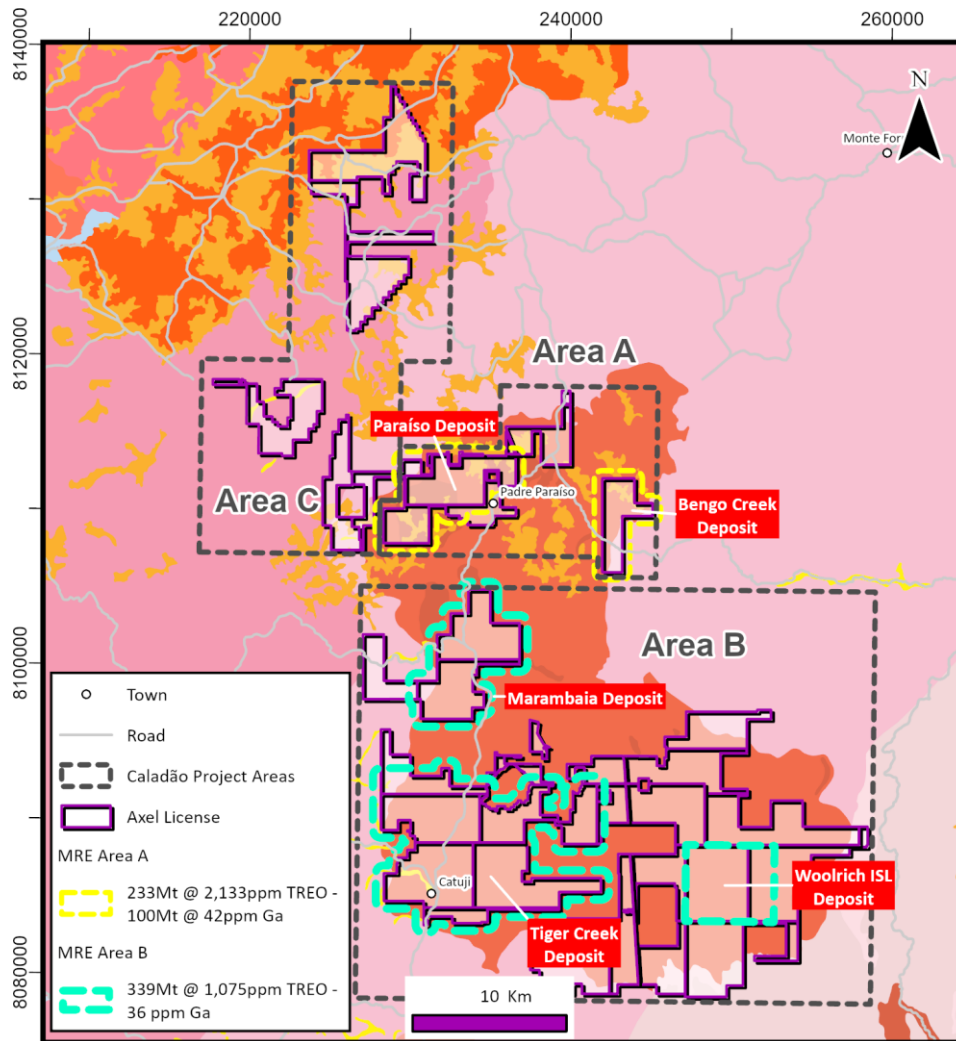 220000
240000
260000
8140000
8120000
8100000
8080000
N
Area A
Paraíso Deposit
Padre Paraíso
Area C
Bengo Creek
Deposit
Area B
Marambaia Deposit
Woolrich ISL
Deposit
Catuji
Tiger Creek
Deposit
Town
Road
Caladão Project Areas
Axel License
MRE Area A
233Mt @ 2,133ppm TREO -
100Mt @ 42ppm Ga
MRE Area B
339Mt @ 1,075ppm TREO -
36 ppm Ga
10 Km
Monte